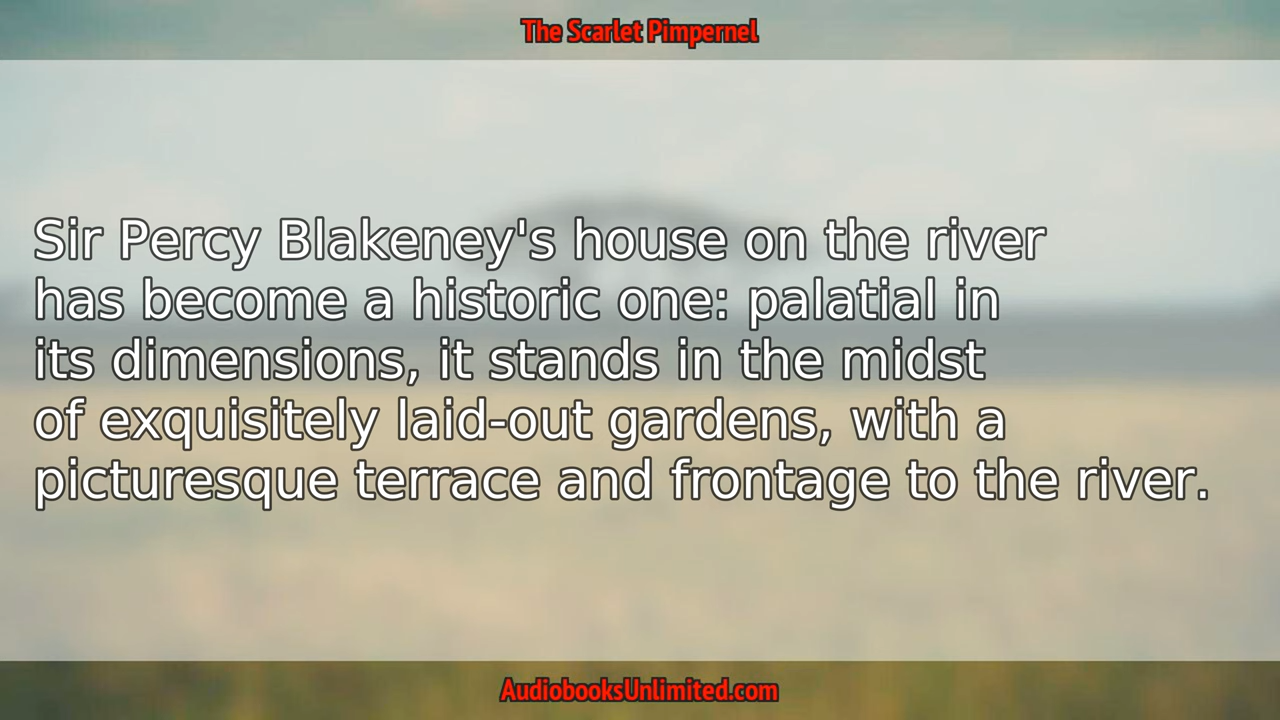 The Scarlet Pimpernel
Sir Percy Blakeney's house on the river
has become a historic one: palatial in
its dimensions, it stands in the midst
of exquisitely laid-out gardens, with a
picturesque terrace and frontage to the river.
AudiobooksUnlimited.com